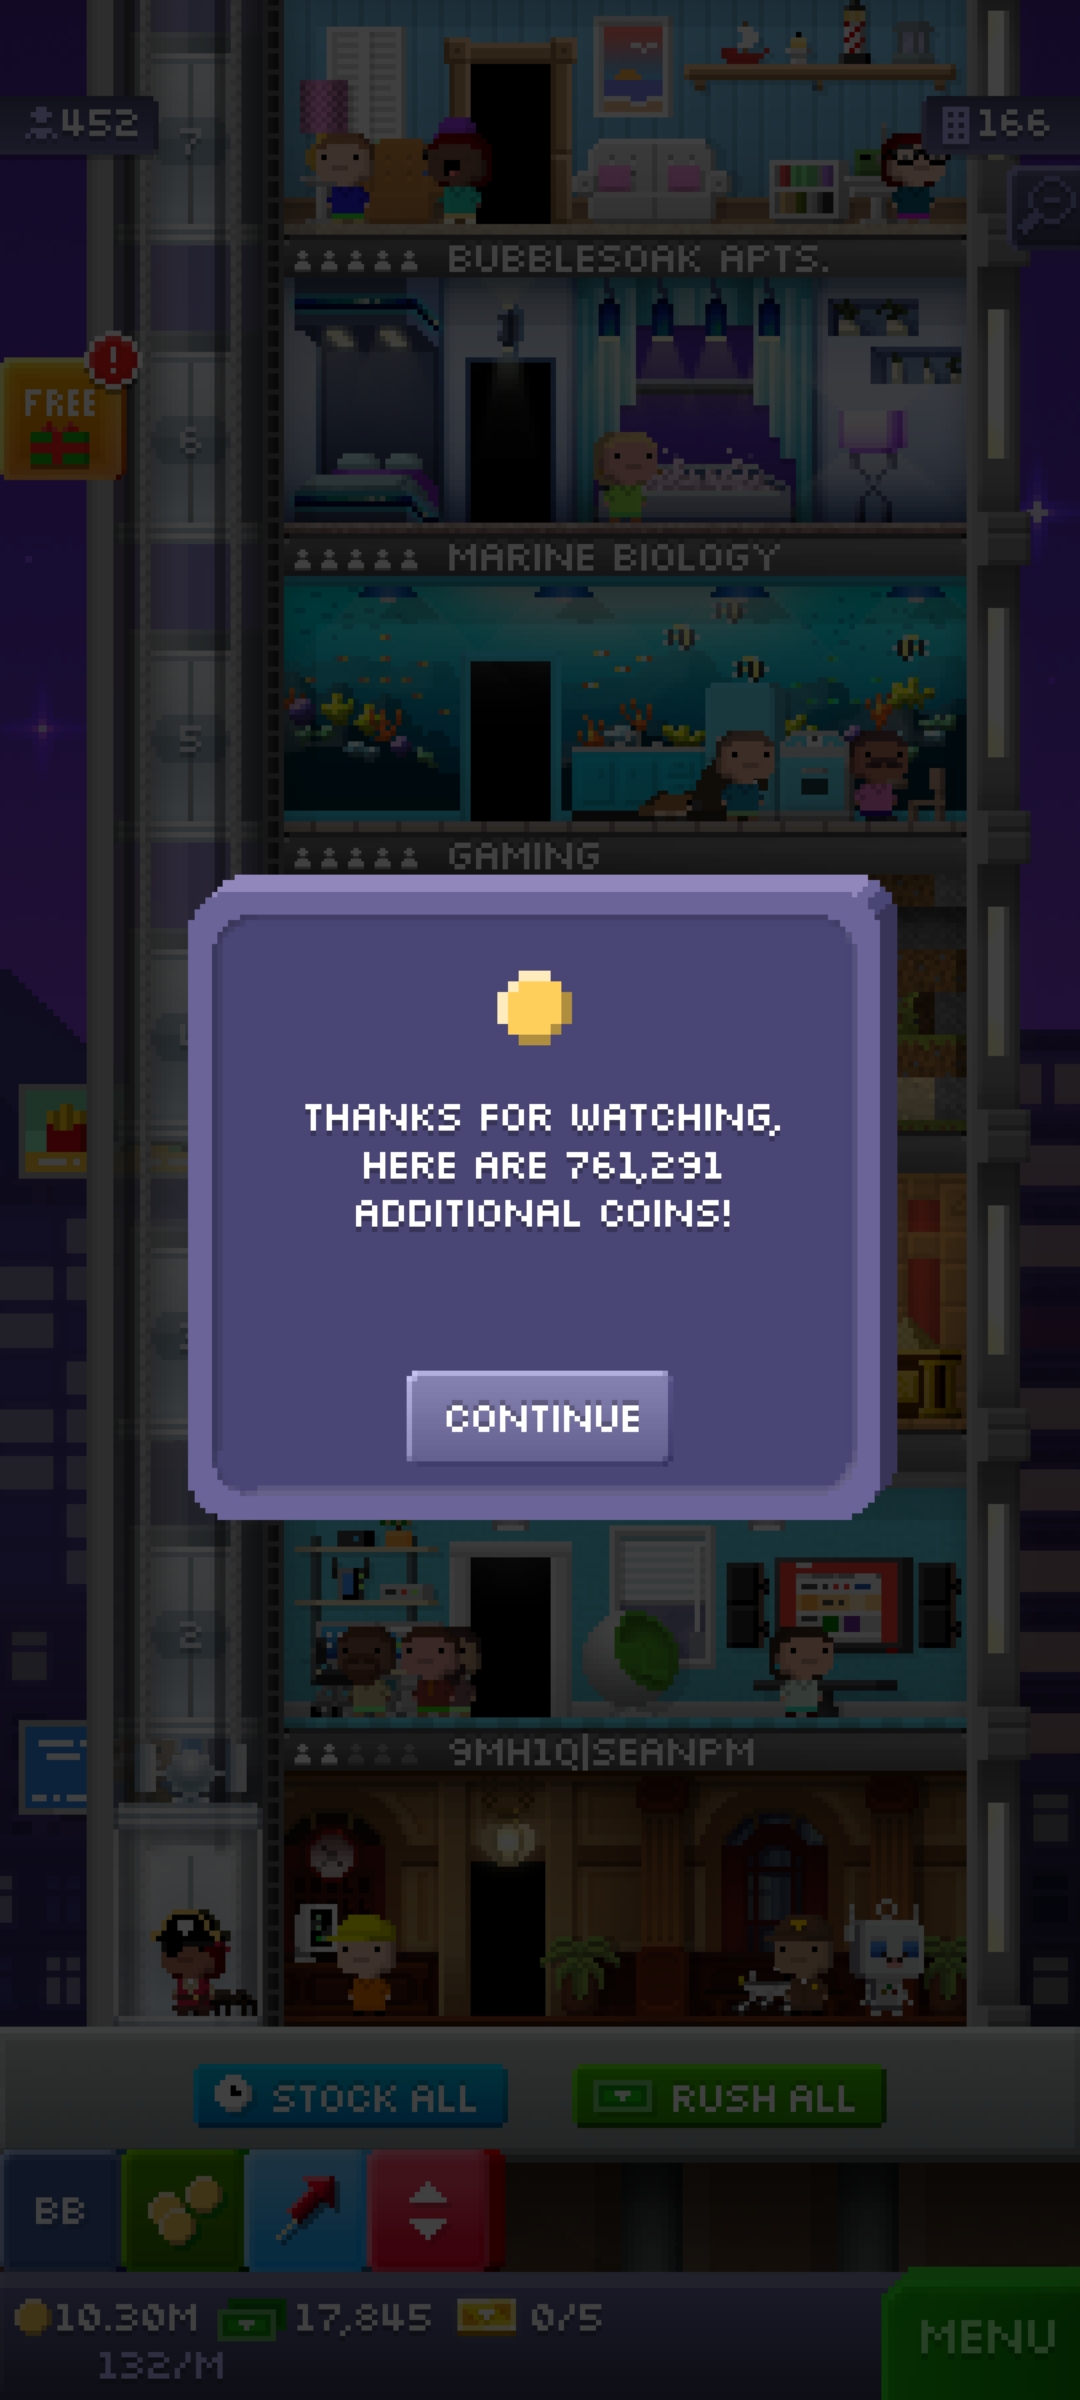 7
452
166
BUBBLESOAK APTS.
FREE
!
6
MARINE BIOLOGY
5
GAMING
THANKS FOR WATCHING,
HERE ARE 761,291
ADDITIONAL COINS!
CONTINUE
2
9MH1Q|SEANPM
STOCK ALL
RUSH ALL
BB
10.30M
17,845
0/5
132/M
MENU